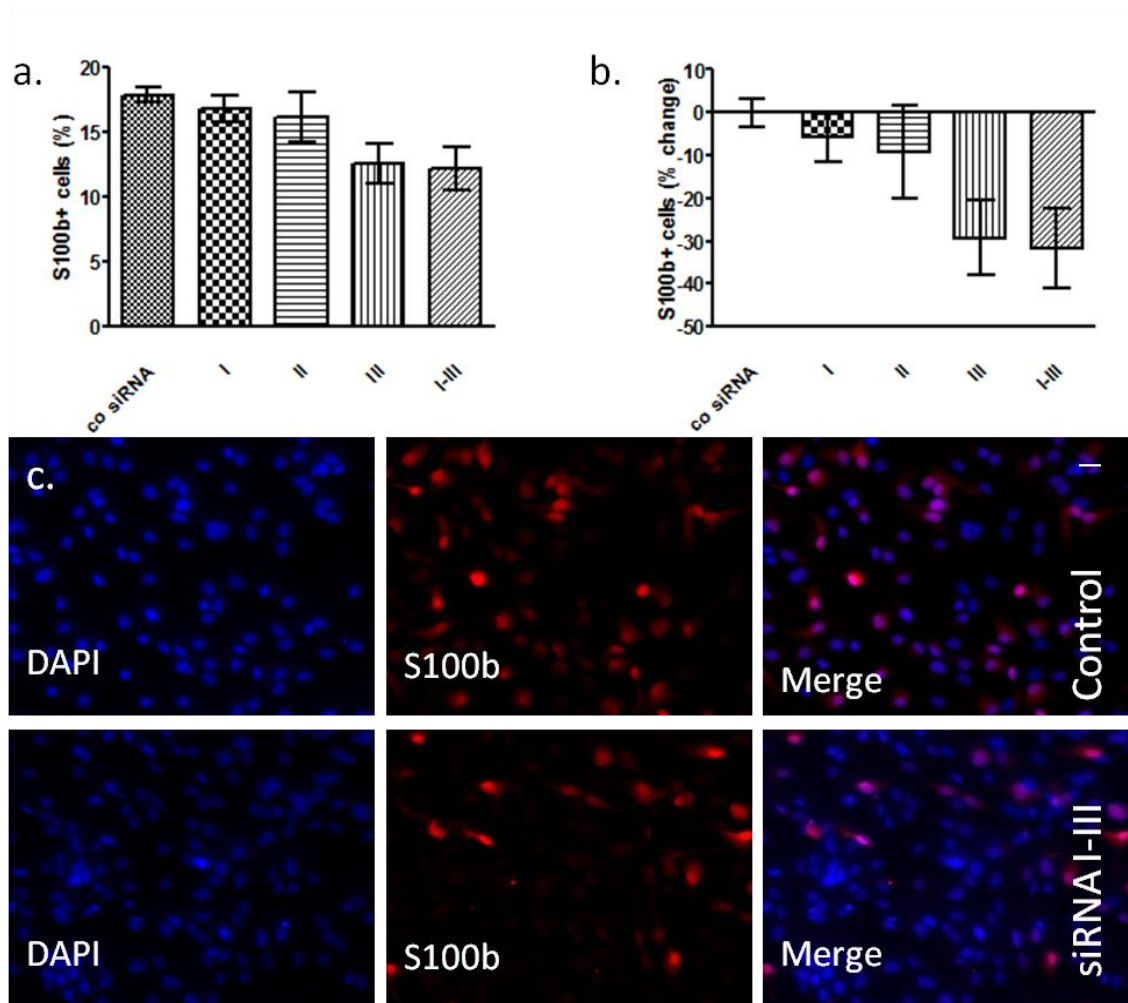 a.
S100b+ cells (%)
20
15
10
5
0
co siRNA
I
II
III
I-III
b.
S100b+ cells (% change)
10
0
-10
-20
-30
-40
-50
co siRNA
I
II
III
I-III
c.
DAPI
S100b
Merge
Control
DAPI
S100b
Merge
siRNA I-III